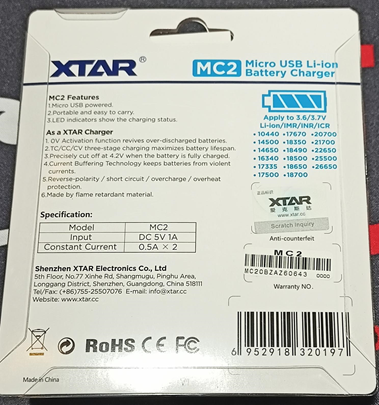 XTAR®
MC2 Micro USB Li-ion
Battery Charger
MC2 Features
1.Micro USB powered.
2.Portable and easy to carry.
3.LED indicators show the charging status.
As a XTAR Charger
1. 0V Activation function revives over-discharged batteries.
2.TC/CC/CV three-stage charging maximizes battery lifespan.
3.Precisely cut off at 4.2V when the battery is fully charged.
4.Current Buffering Technology keeps batteries from violent
currents.
5.Reverse-polarity / short circuit / overcharge / overheat
protection.
6.Made by flame retardant material.
Apply to 3.6/3.7V
Li-ion/IMR/INR/ICR
•10440 •17670 •20700
•14500 •18350 •21700
•14650 •18490 •22650
•16340 •18500 •25500
•17335 •18650 •26650
•17500 •18700
Specification:
Model MC2
Input DC 5V 1A
Constant Current 0.5A × 2
XTAR
www.xtar.cc
Scratch Inquiry
Anti-counterfeit
MC2
MC20BZAZ60843 0000
Warranty NO.
Shenzhen XTAR Electronics Co., Ltd
5th Floor, No.77 Xinhe Rd, Shangmugu, Pinghu Area,
Longgang District, Shenzhen, Guangdong, China 518111
Tel/Fax: (+86)755-25507076 E-mail: info@xtar.cc
Website: www.xtar.cc
RoHS CE FC
6 952918 320197
Made in China